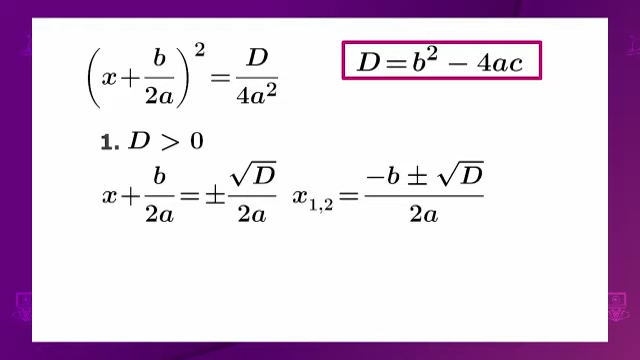 (x + b/2a)² = D/4a²
D = b² − 4ac
1. D > 0
x + b/2a = ± √D/2a   x₁,₂ = (−b ± √D)/2a